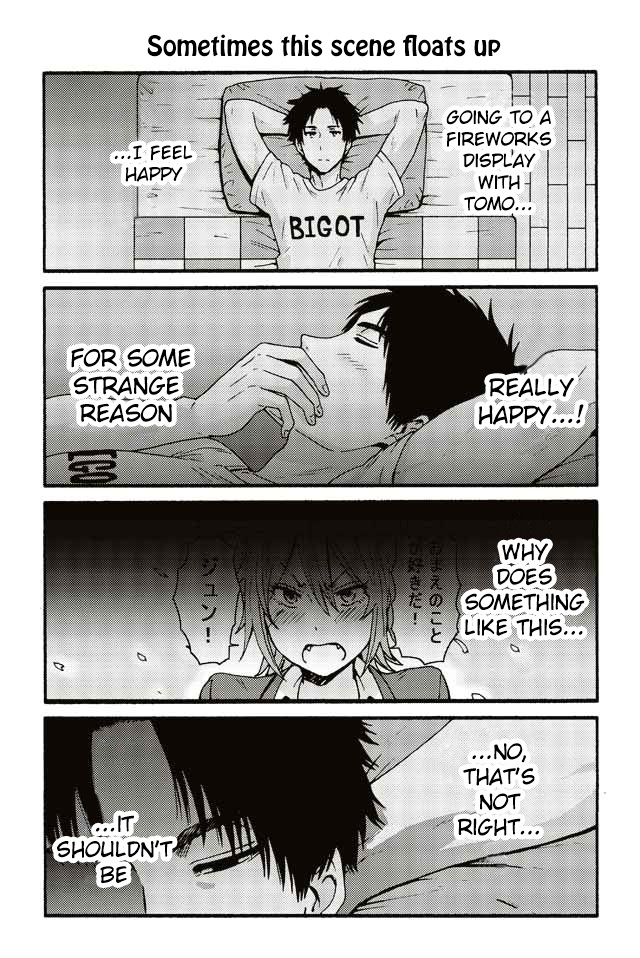 Sometimes this scene floats up
GOING TO A
FIREWORKS
DISPLAY
WITH
TOMO...
...I FEEL
HAPPY
BIGOT
REALLY
HAPPY...!
FOR SOME
STRANGE
REASON
WHY
DOES
SOMETHING
LIKE THIS...
おまえのこと
が好きだ！
ジュン！
...NO,
THAT'S
NOT
RIGHT...
...IT
SHOULDN'T
BE